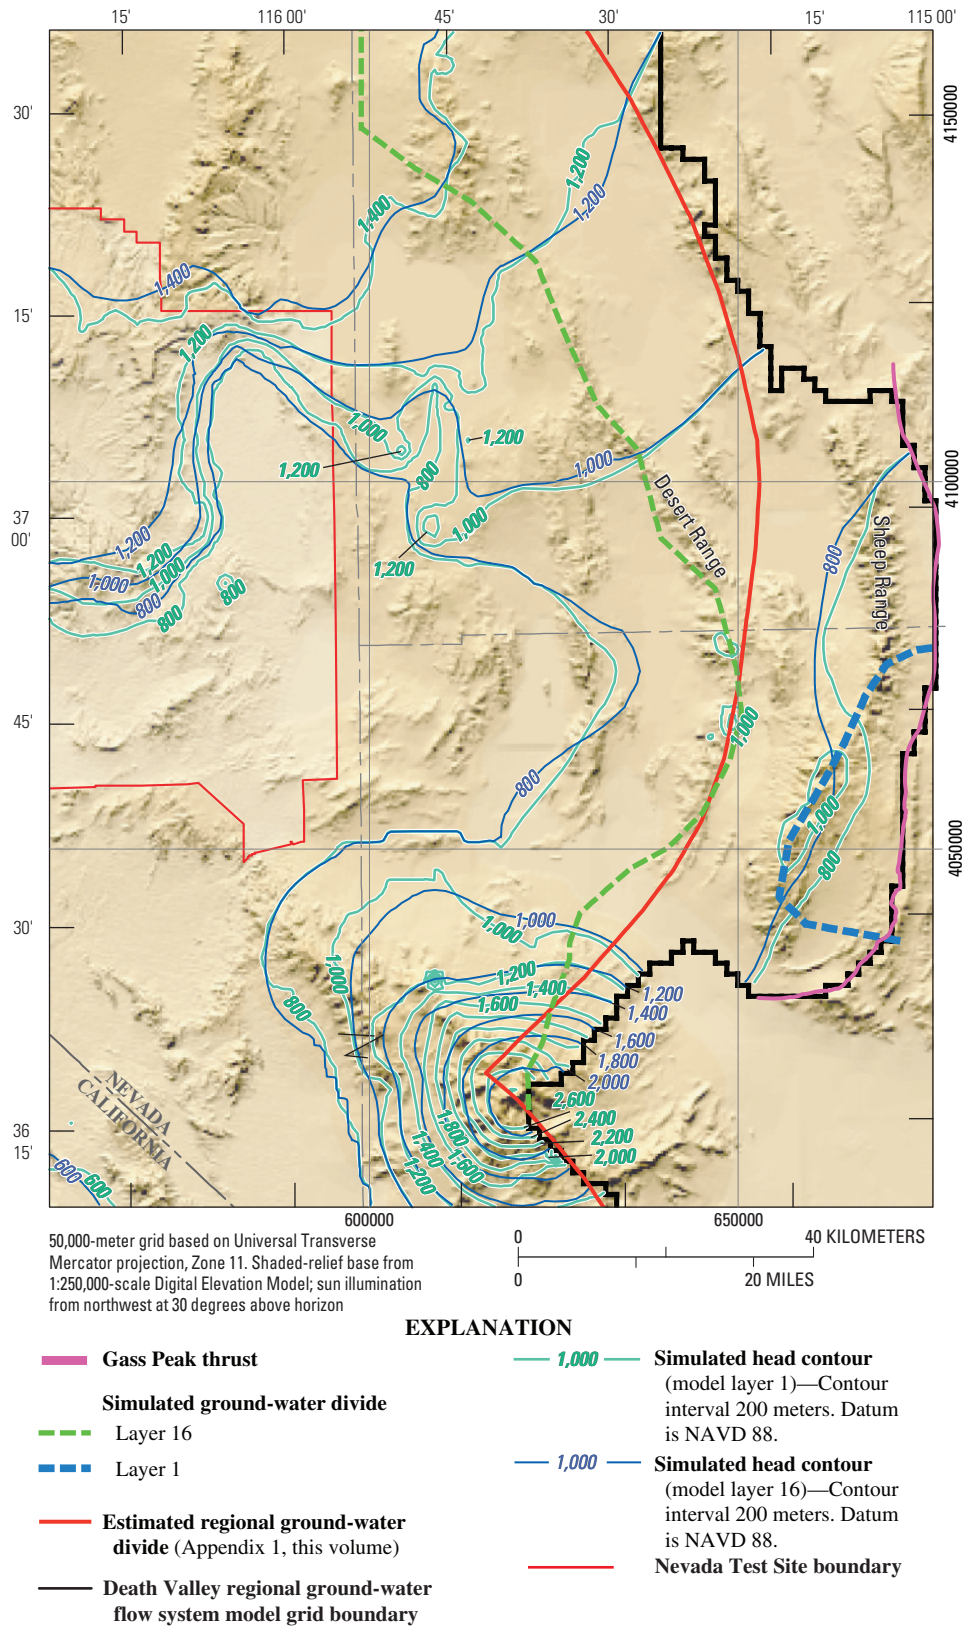 15'
116 00'
45'
30'
15'
115 00'
30'
4150000
1,200
1,200
1,400
1,400
15'
1,200
1,000
1,200
1,200
800
1,000
4100000
Desert Range
Sheep Range
1,000
37
00'
1,200
1,200
1,200
1,000
1,000
800
800
800
800
45'
1,000
800
1,000
800
4050000
30'
1,000
1,000
1,000
1,200
1,400
1,600
800
1,200
1,400
1,600
1,800
2,000
2,600
2,400
2,200
2,000
NEVADA
CALIFORNIA
1,800
1,600
1,400
1,200
36
15'
600
600
600000
650000
50,000-meter grid based on Universal Transverse
Mercator projection, Zone 11. Shaded-relief base from
1:250,000-scale Digital Elevation Model; sun illumination
from northwest at 30 degrees above horizon
0
40 KILOMETERS
0
20 MILES
EXPLANATION
Gass Peak thrust
Simulated ground-water divide
Layer 16
Layer 1
Estimated regional ground-water
divide (Appendix 1, this volume)
Death Valley regional ground-water
flow system model grid boundary
1,000
Simulated head contour
(model layer 1)—Contour
interval 200 meters. Datum
is NAVD 88.
1,000
Simulated head contour
(model layer 16)—Contour
interval 200 meters. Datum
is NAVD 88.
Nevada Test Site boundary